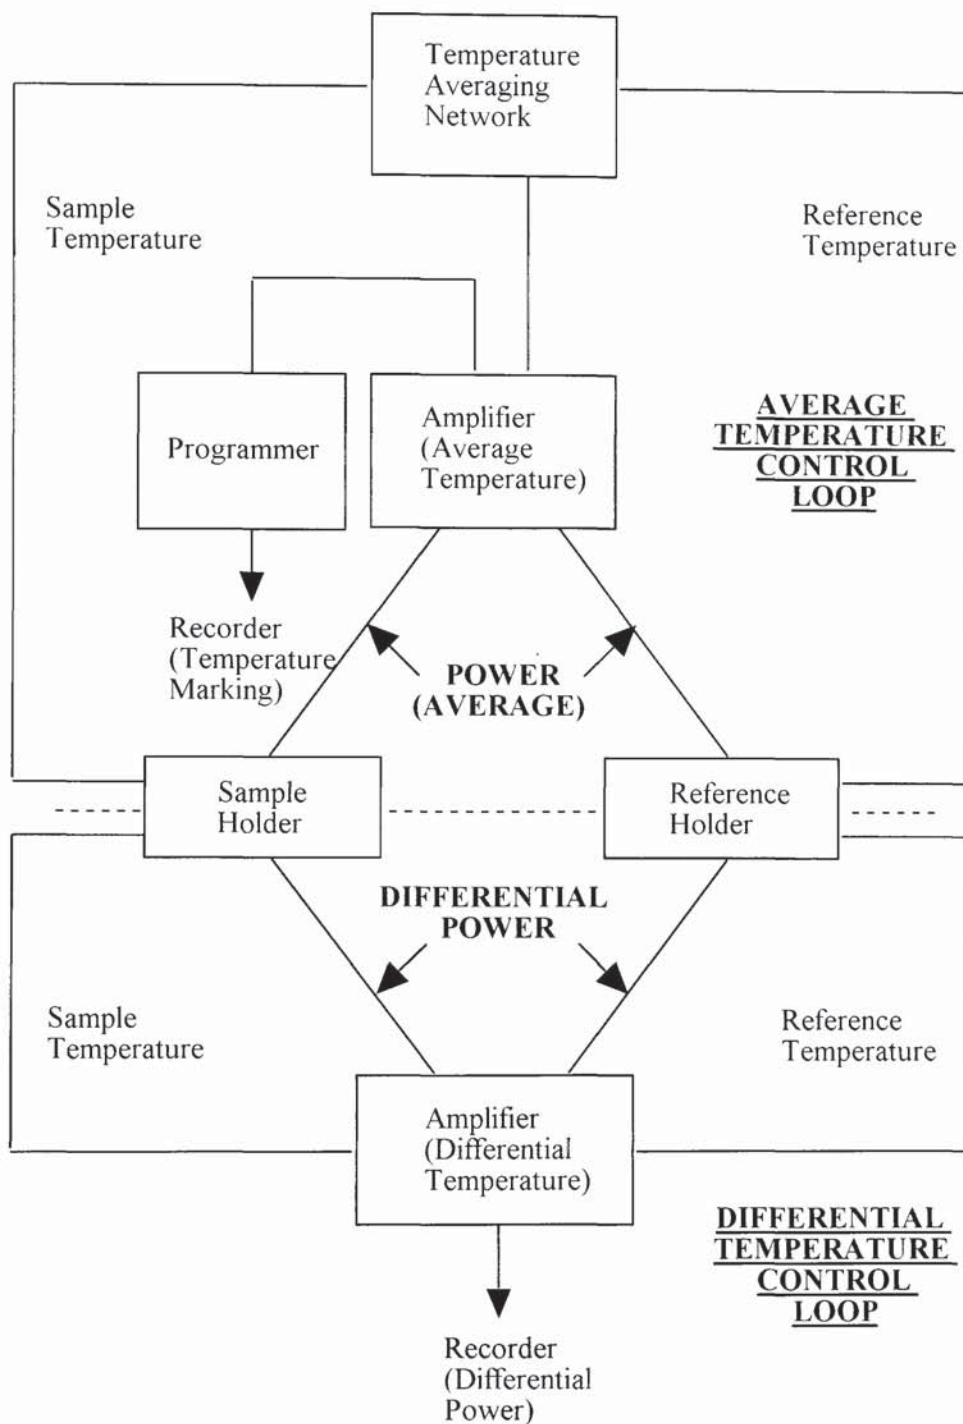 Temperature
Averaging
Network
Sample
Temperature
Reference
Temperature
Programmer
Amplifier
(Average
Temperature)
AVERAGE
TEMPERATURE
CONTROL
LOOP
Recorder
(Temperature
Marking)
POWER
(AVERAGE)
Sample
Holder
Reference
Holder
DIFFERENTIAL
POWER
Sample
Temperature
Reference
Temperature
Amplifier
(Differential
Temperature)
DIFFERENTIAL
TEMPERATURE
CONTROL
LOOP
Recorder
(Differential
Power)